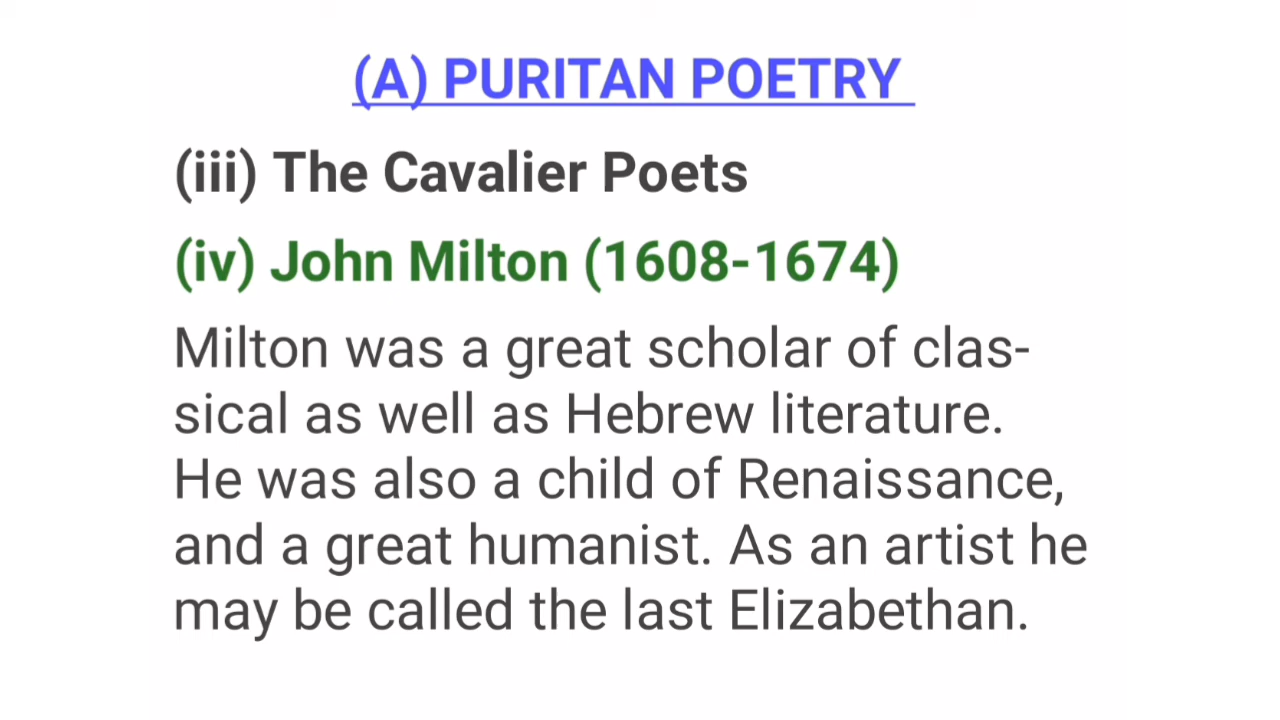 (A) PURITAN POETRY
(iii) The Cavalier Poets
(iv) John Milton (1608-1674)
Milton was a great scholar of clas-
sical as well as Hebrew literature.
He was also a child of Renaissance,
and a great humanist. As an artist he
may be called the last Elizabethan.